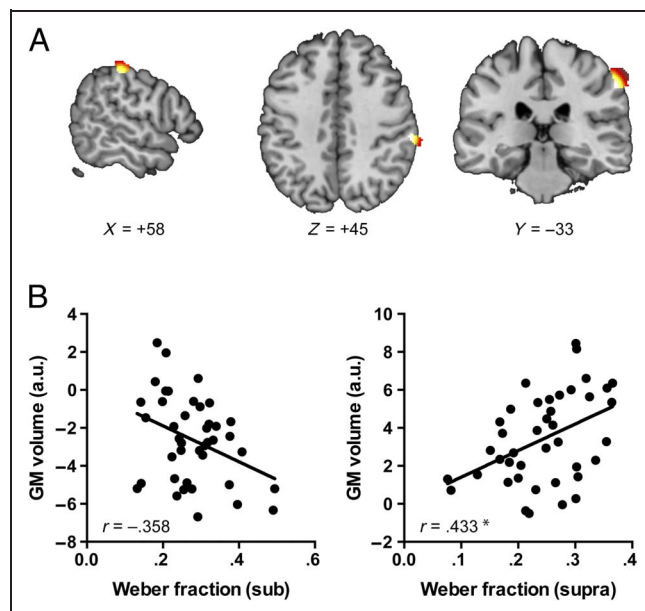 A
X = +58
Z = +45
Y = −33
B
4
2
0
−2
−4
−6
−8
GM volume (a.u.)
0.0
.2
.4
.6
Weber fraction (sub)
r = −.358
10
8
6
4
2
0
−2
GM volume (a.u.)
0.0
.1
.2
.3
.4
Weber fraction (supra)
r = .433 *